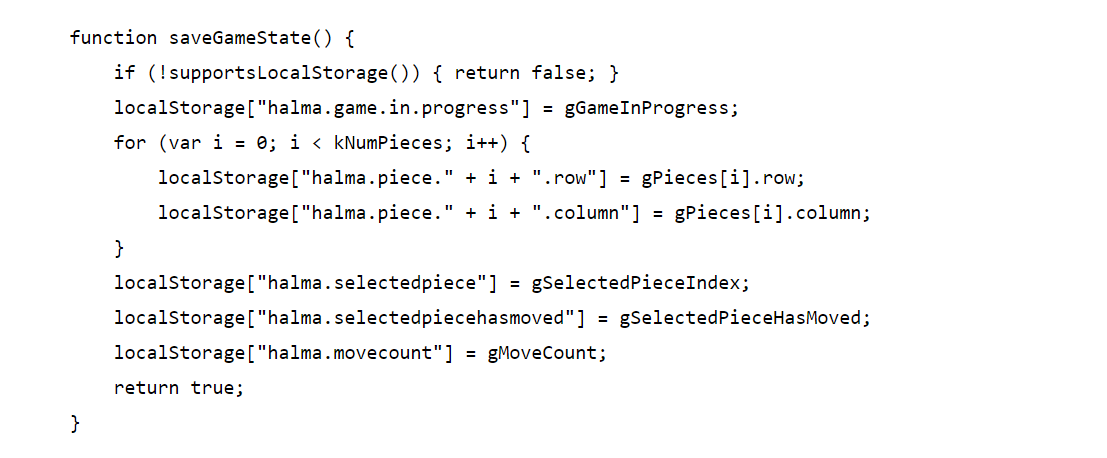 function saveGameState() {
    if (!supportsLocalStorage()) { return false; }
    localStorage["halma.game.in.progress"] = gGameInProgress;
    for (var i = 0; i < kNumPieces; i++) {
        localStorage["halma.piece." + i + ".row"] = gPieces[i].row;
        localStorage["halma.piece." + i + ".column"] = gPieces[i].column;
    }
    localStorage["halma.selectedpiece"] = gSelectedPieceIndex;
    localStorage["halma.selectedpiecehasmoved"] = gSelectedPieceHasMoved;
    localStorage["halma.movecount"] = gMoveCount;
    return true;
}